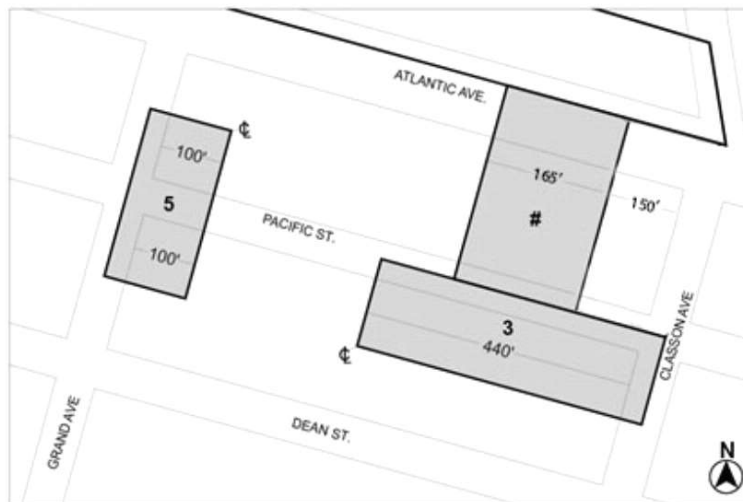 ATLANTIC AVE.
℄
100'
165'
5
150'
#
PACIFIC ST.
100'
3
440'
℄
CLASSON AVE
DEAN ST.
GRAND AVE
N